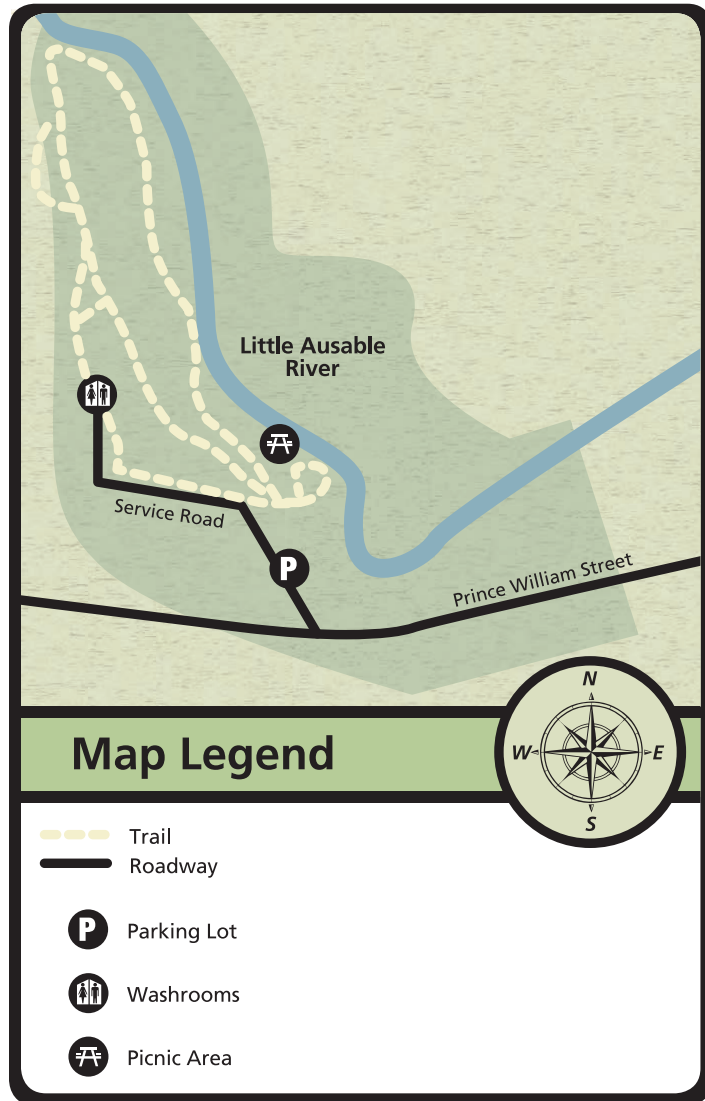 Little Ausable
River
Service Road
P
Prince William Street
N
W E
S
Map Legend
Trail
Roadway
P Parking Lot
Washrooms
Picnic Area